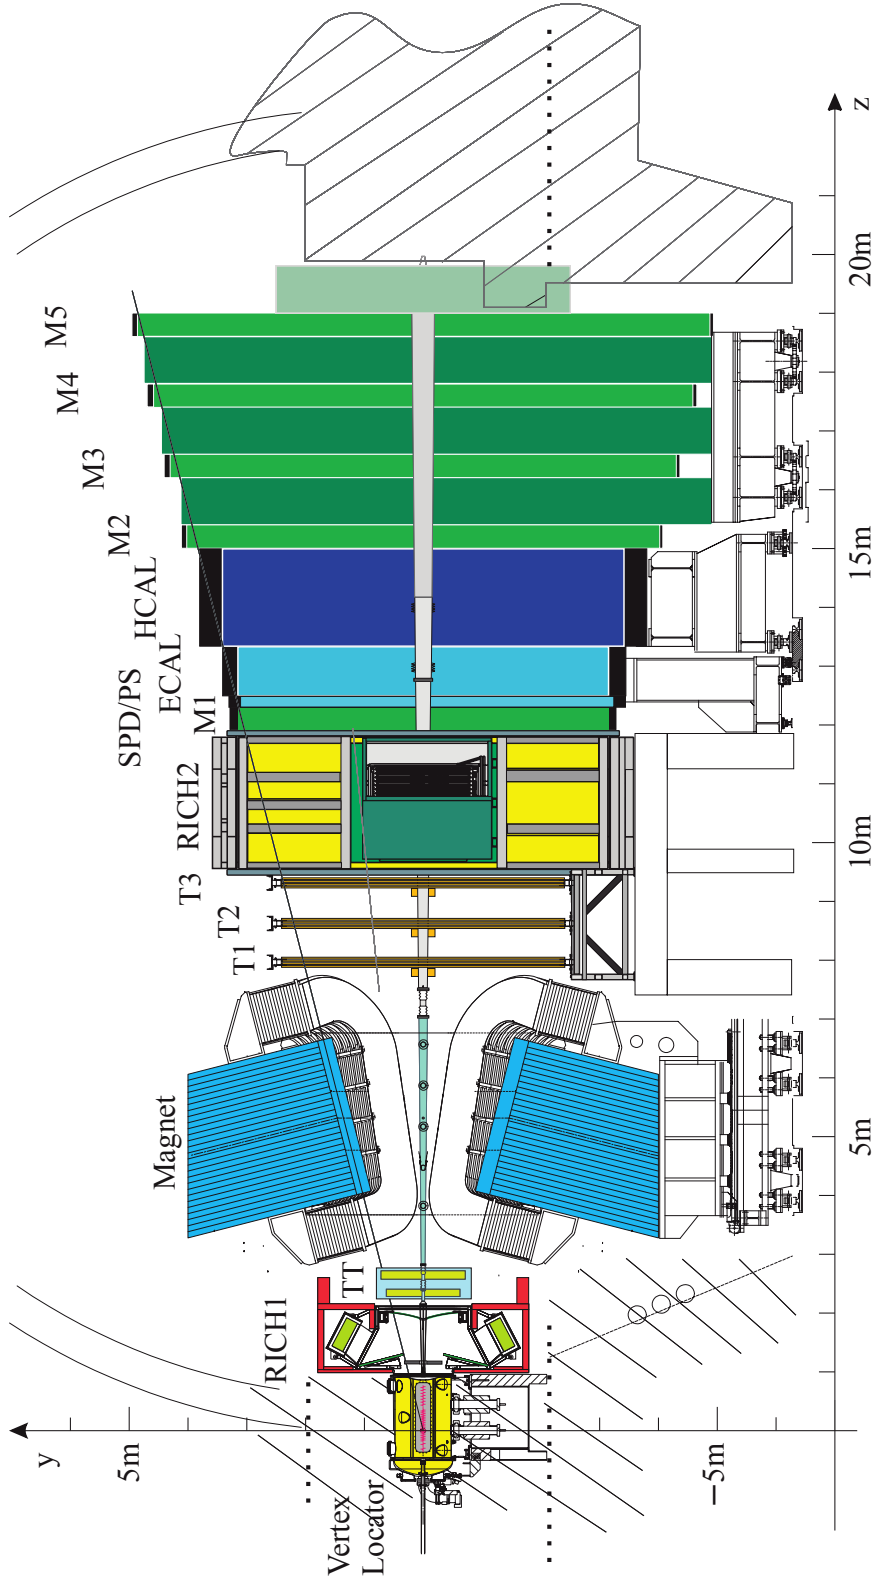 y
5m
−5m
Vertex
Locator
RICH1
TT
Magnet
T1
T2
T3
RICH2
M1
SPD/PS
ECAL
HCAL
M2
M3
M4
M5
5m
10m
15m
20m
z